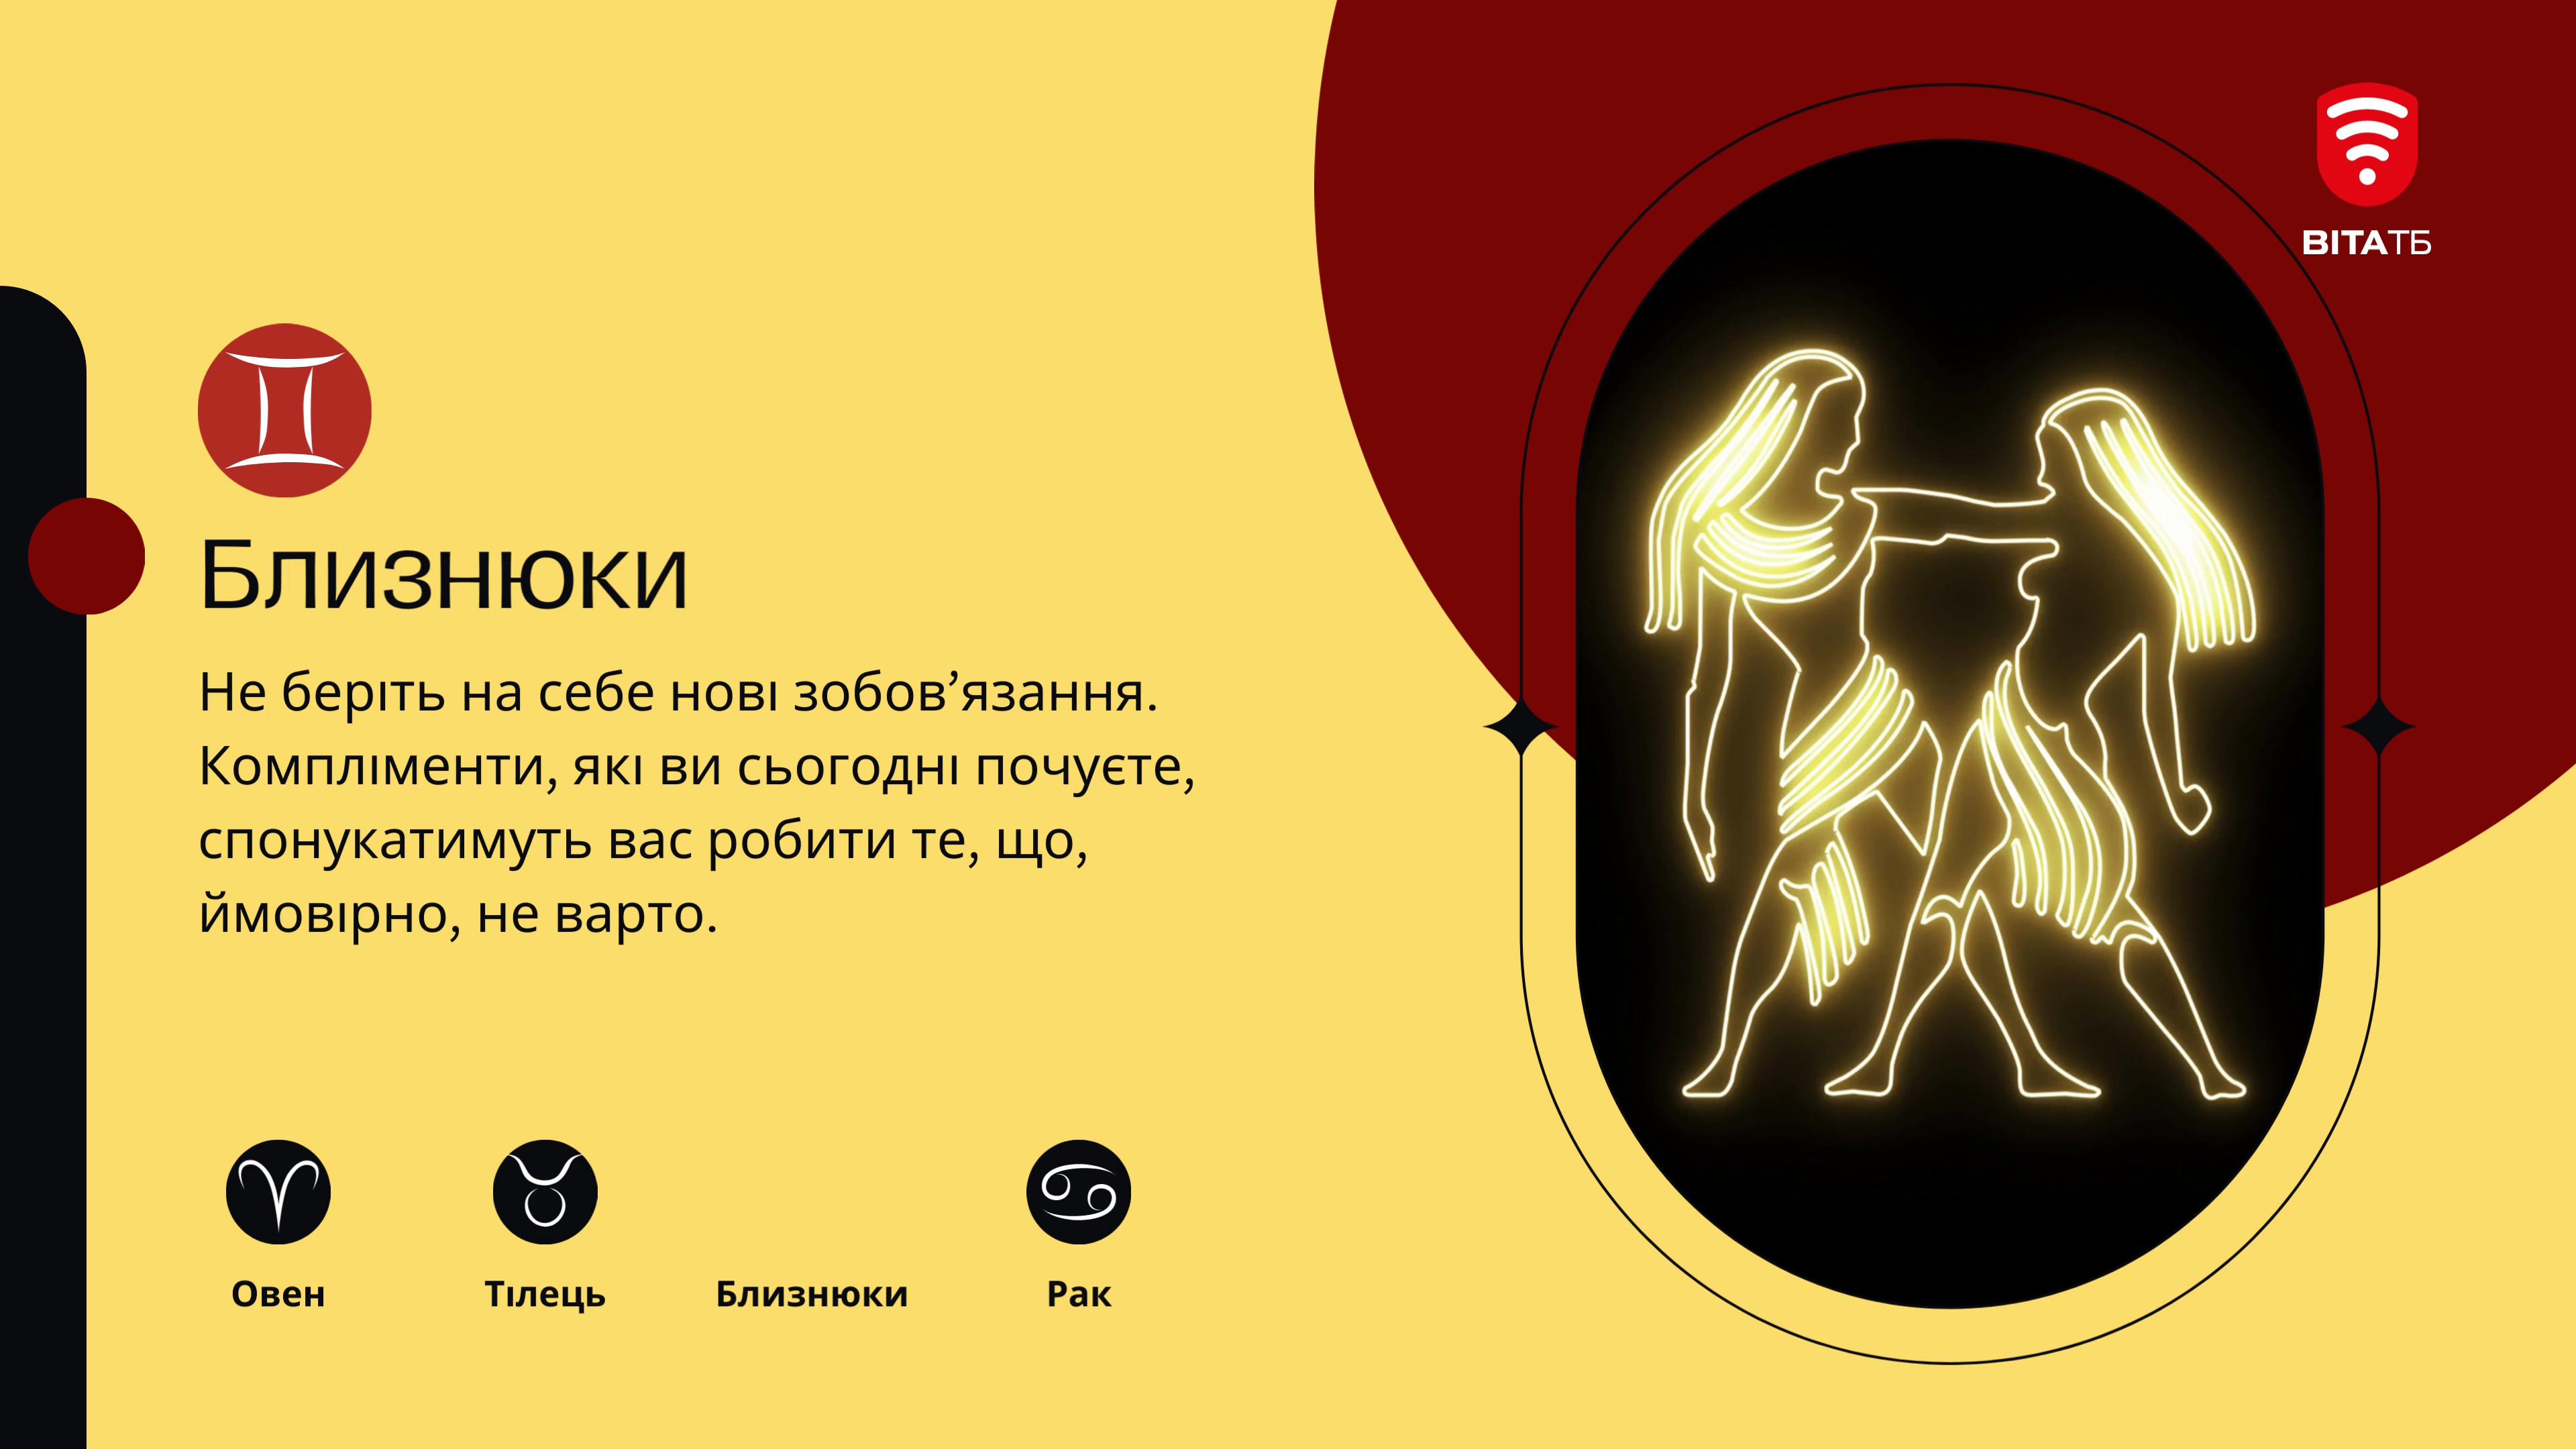 ВІТАТБ
Близнюки
Не беріть на себе нові зобов’язання.
Компліменти, які ви сьогодні почуєте,
спонукатимуть вас робити те, що,
ймовірно, не варто.
Овен
Тілець
Близнюки
Рак